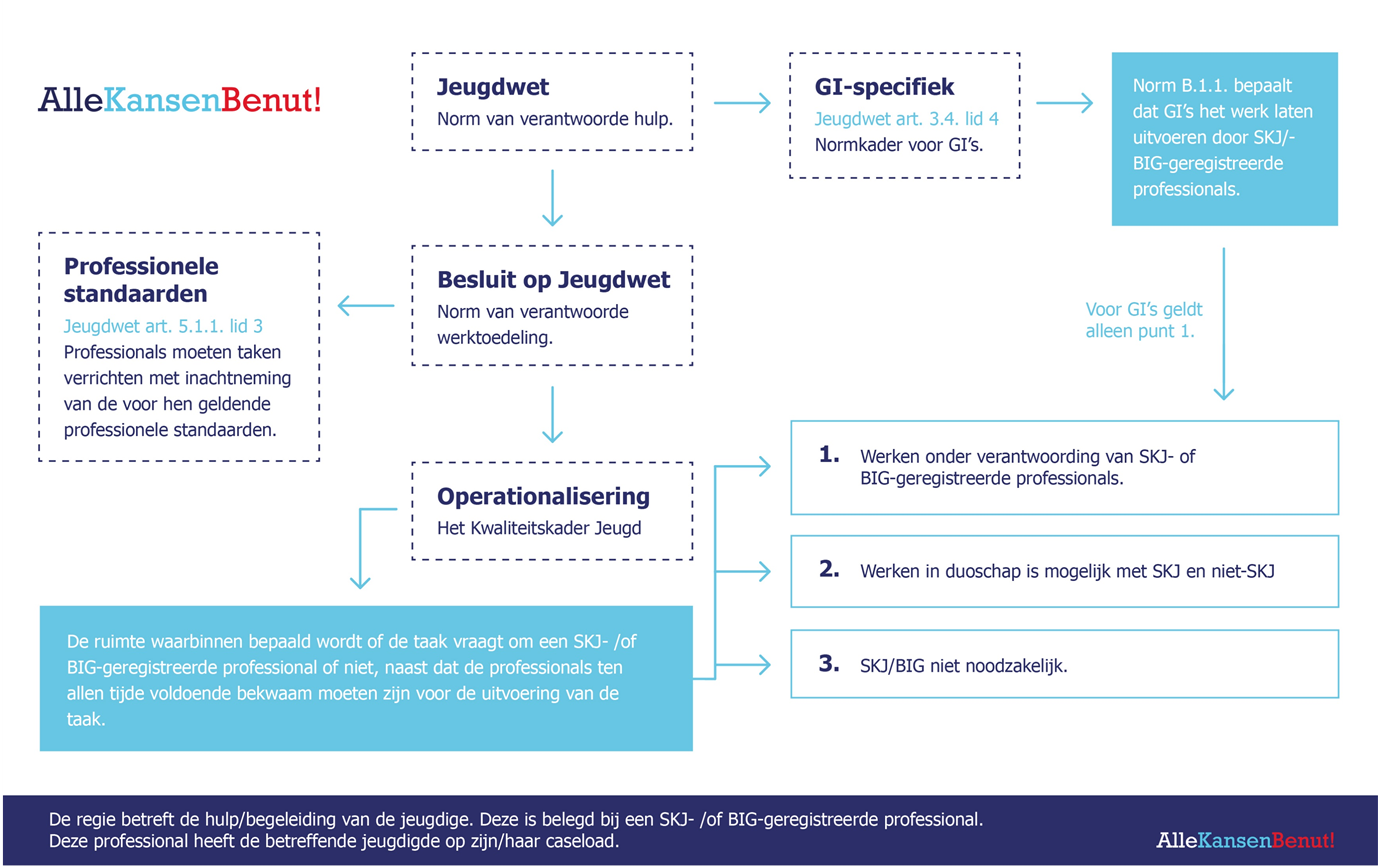 AlleKansenBenut!
Jeugdwet
Norm van verantwoorde hulp.
GI-specifiek
Jeugdwet art. 3.4. lid 4
Normkader voor GI's.
Norm B.1.1. bepaalt
dat GI's het werk laten
uitvoeren door SKJ/-
BIG-geregistreerde
professionals.
Professionele
standaarden
Jeugdwet art. 5.1.1. lid 3
Professionals moeten taken
verrichten met inachtneming
van de voor hen geldende
professionele standaarden.
Besluit op Jeugdwet
Norm van verantwoorde
werktoedeling.
Voor GI's geldt
alleen punt 1.
Operationalisering
Het Kwaliteitskader Jeugd
1. Werken onder verantwoording van SKJ- of
BIG-geregistreerde professionals.
2. Werken in duoschap is mogelijk met SKJ en niet-SKJ
3. SKJ/BIG niet noodzakelijk.
De ruimte waarbinnen bepaald wordt of de taak vraagt om een SKJ- /of
BIG-geregistreerde professional of niet, naast dat de professionals ten
allen tijde voldoende bekwaam moeten zijn voor de uitvoering van de
taak.
De regie betreft de hulp/begeleiding van de jeugdige. Deze is belegd bij een SKJ- /of BIG-geregistreerde professional.
Deze professional heeft de betreffende jeugdigde op zijn/haar caseload.
AlleKansenBenut!